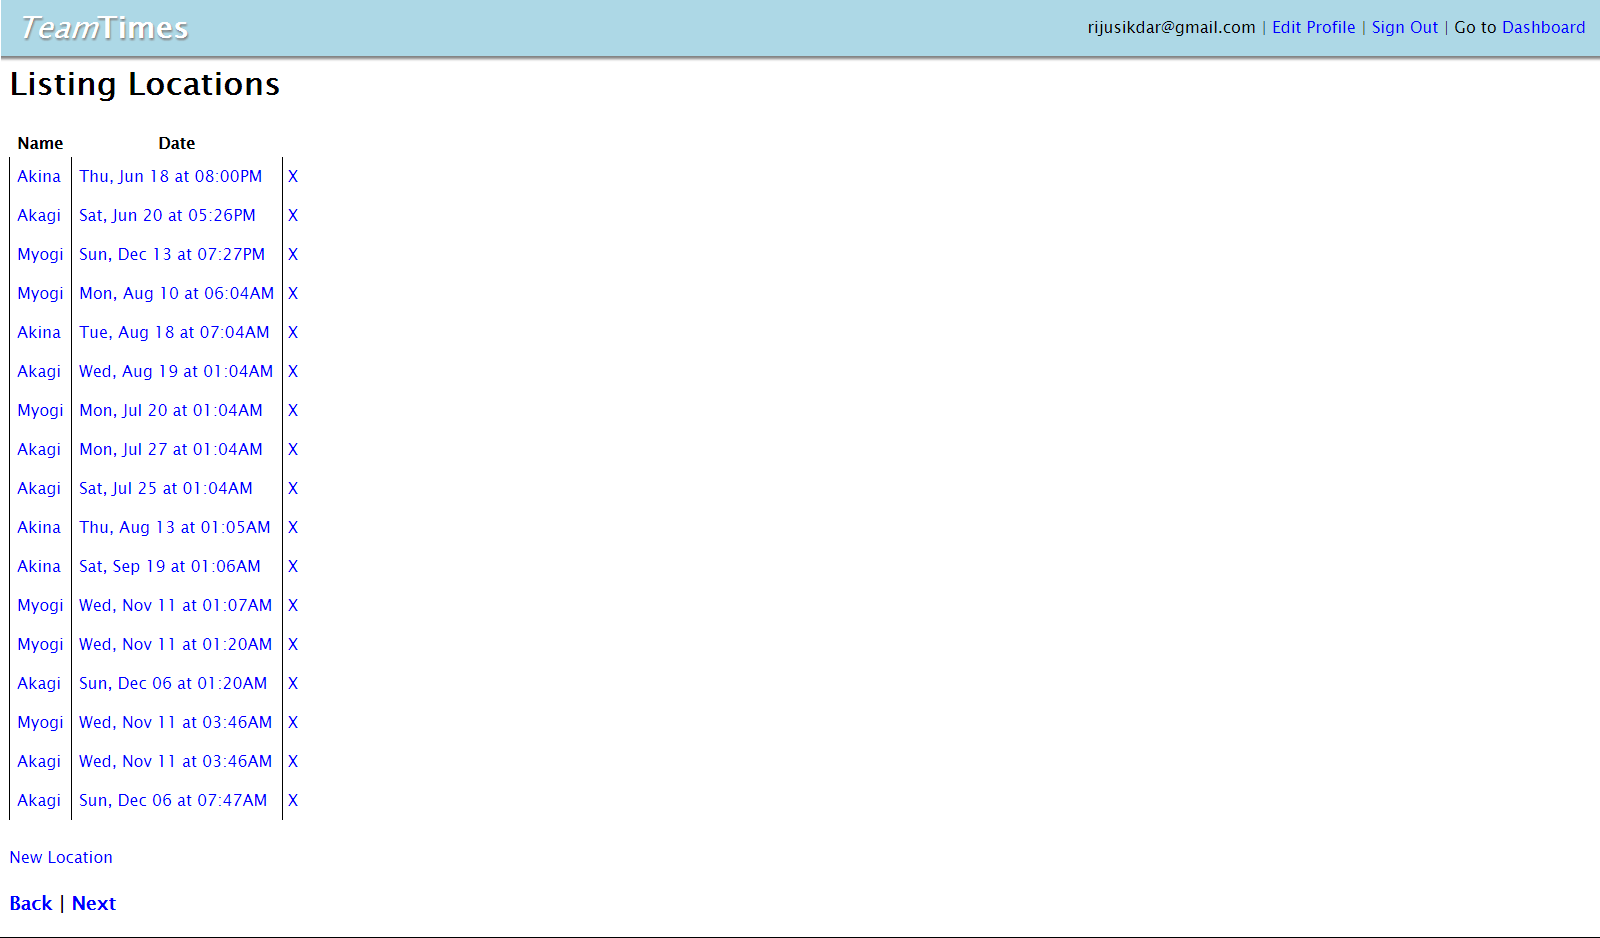 TeamTimes
rijusikdar@gmail.com | Edit Profile | Sign Out | Go to Dashboard
Listing Locations
Name Date
Akina Thu, Jun 18 at 08:00PM X
Akagi Sat, Jun 20 at 05:26PM X
Myogi Sun, Dec 13 at 07:27PM X
Myogi Mon, Aug 10 at 06:04AM X
Akina Tue, Aug 18 at 07:04AM X
Akagi Wed, Aug 19 at 01:04AM X
Myogi Mon, Jul 20 at 01:04AM X
Akagi Mon, Jul 27 at 01:04AM X
Akagi Sat, Jul 25 at 01:04AM X
Akina Thu, Aug 13 at 01:05AM X
Akina Sat, Sep 19 at 01:06AM X
Myogi Wed, Nov 11 at 01:07AM X
Myogi Wed, Nov 11 at 01:20AM X
Akagi Sun, Dec 06 at 01:20AM X
Myogi Wed, Nov 11 at 03:46AM X
Akagi Wed, Nov 11 at 03:46AM X
Akagi Sun, Dec 06 at 07:47AM X
New Location
Back | Next